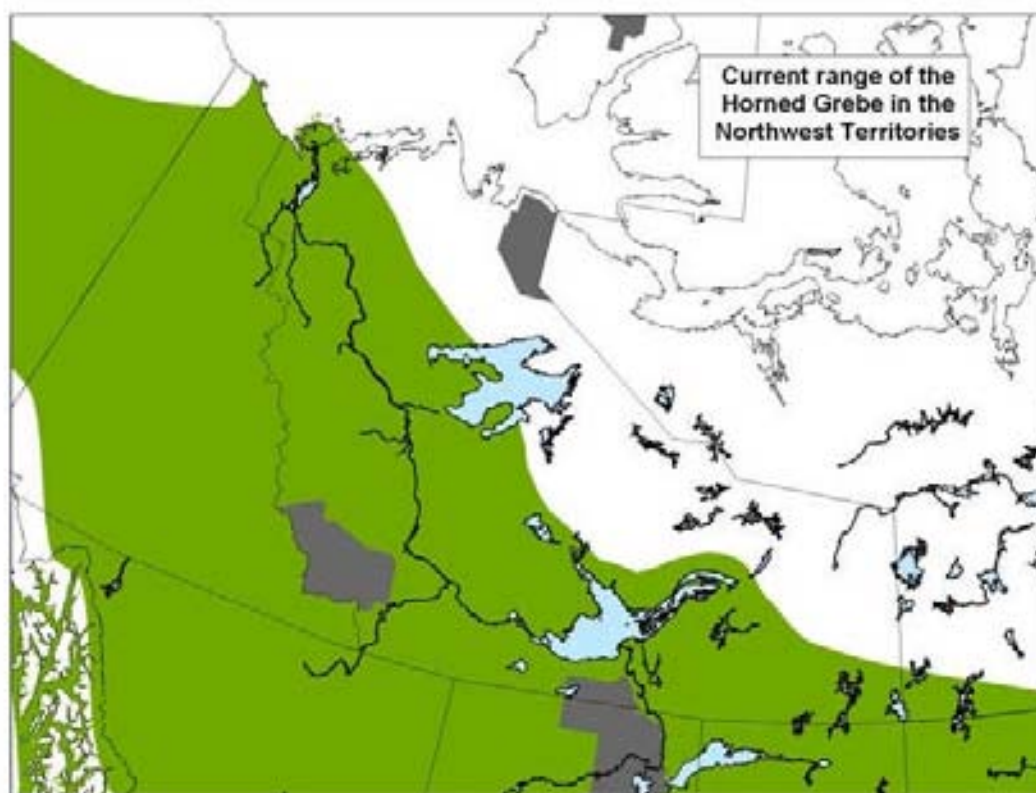 Current range of the
Horned Grebe in the
Northwest Territories